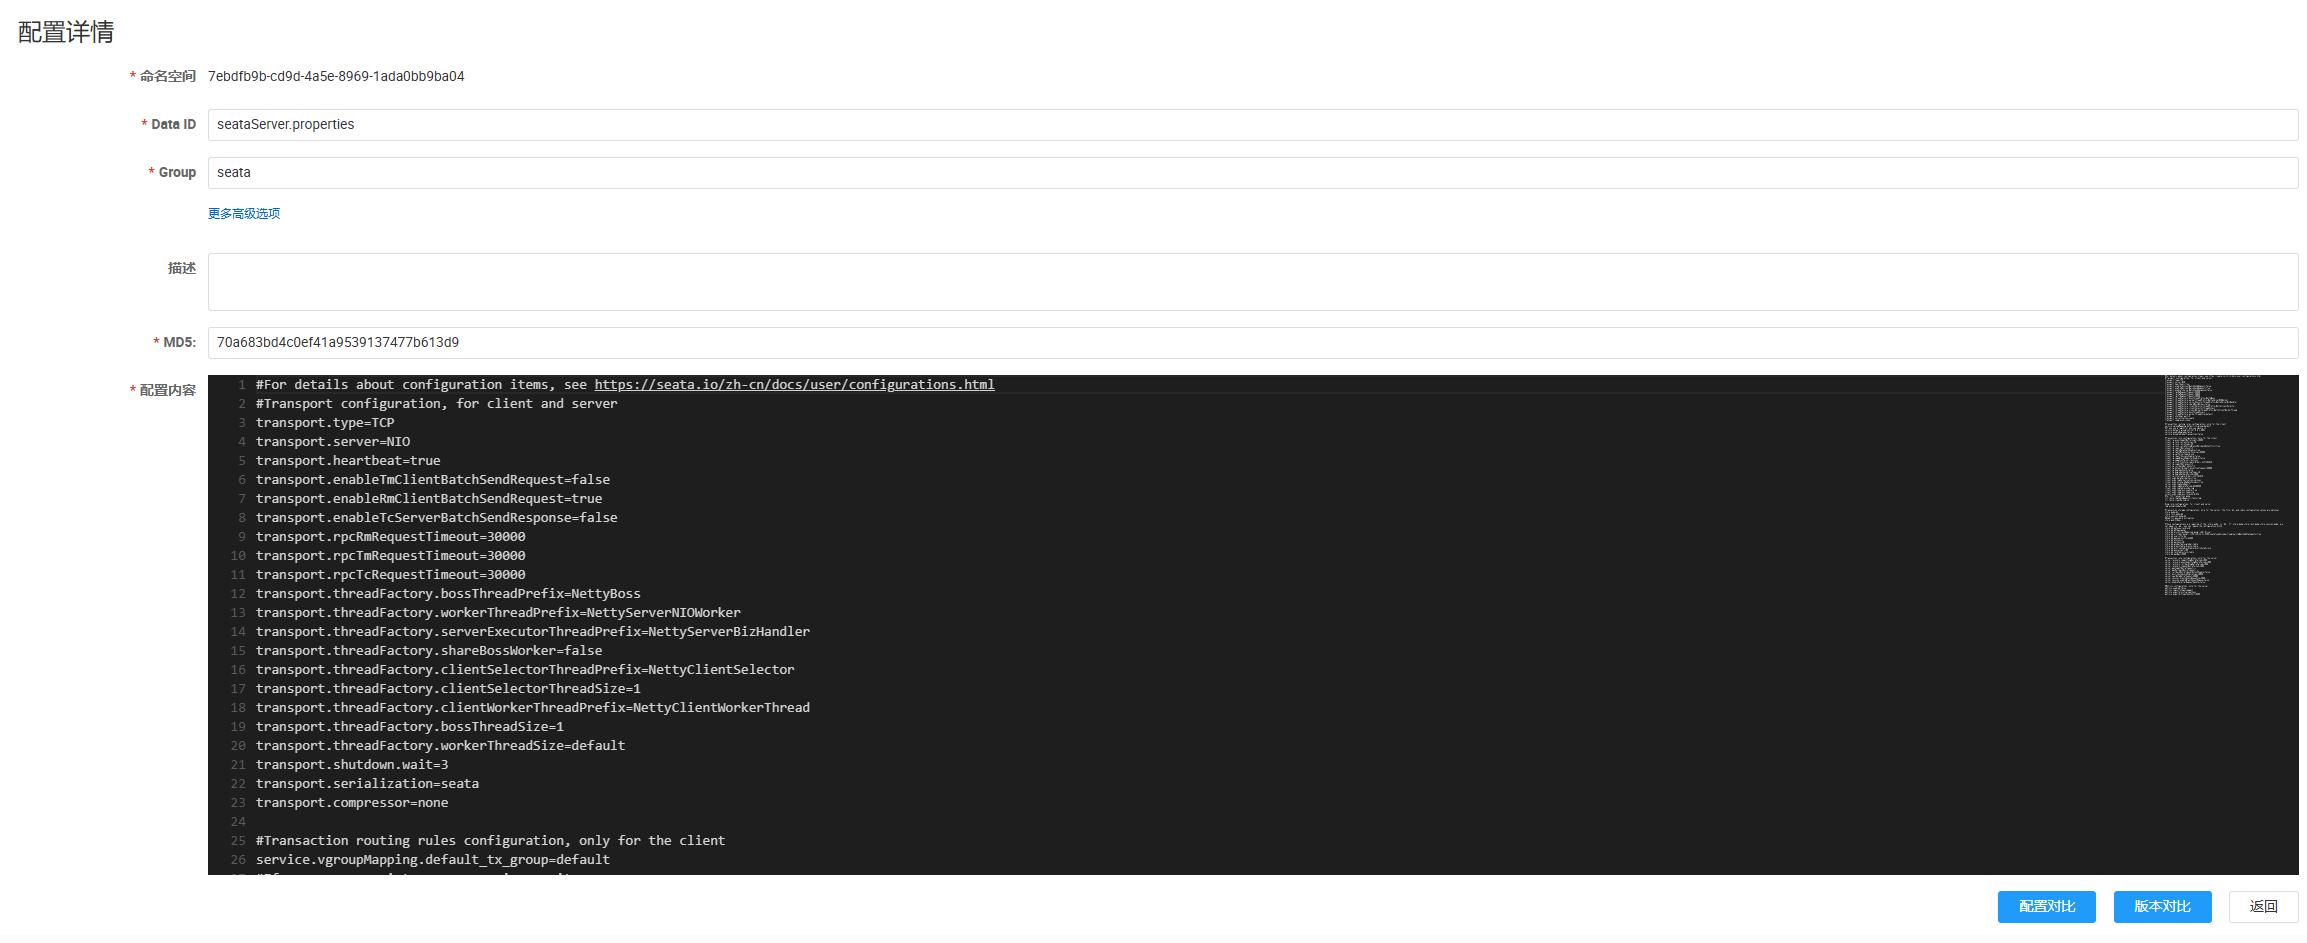 配置详情
* 命名空间 7ebdfb9b-cd9d-4a5e-8969-1ada0bb9ba04
* Data ID seataServer.properties
* Group seata
更多高级选项
描述
* MD5: 70a683bd4c0ef41a9539137477b613d9
* 配置内容
1 #For details about configuration items, see https://seata.io/zh-cn/docs/user/configurations.html
2 #Transport configuration, for client and server
3 transport.type=TCP
4 transport.server=NIO
5 transport.heartbeat=true
6 transport.enableTmClientBatchSendRequest=false
7 transport.enableRmClientBatchSendRequest=true
8 transport.enableTcServerBatchSendResponse=false
9 transport.rpcRmRequestTimeout=30000
10 transport.rpcTmRequestTimeout=30000
11 transport.rpcTcRequestTimeout=30000
12 transport.threadFactory.bossThreadPrefix=NettyBoss
13 transport.threadFactory.workerThreadPrefix=NettyServerNIOWorker
14 transport.threadFactory.serverExecutorThreadPrefix=NettyServerBizHandler
15 transport.threadFactory.shareBossWorker=false
16 transport.threadFactory.clientSelectorThreadPrefix=NettyClientSelector
17 transport.threadFactory.clientSelectorThreadSize=1
18 transport.threadFactory.clientWorkerThreadPrefix=NettyClientWorkerThread
19 transport.threadFactory.bossThreadSize=1
20 transport.threadFactory.workerThreadSize=default
21 transport.shutdown.wait=3
22 transport.serialization=seata
23 transport.compressor=none
24
25 #Transaction routing rules configuration, only for the client
26 service.vgroupMapping.default_tx_group=default
配置对比 版本对比 返回